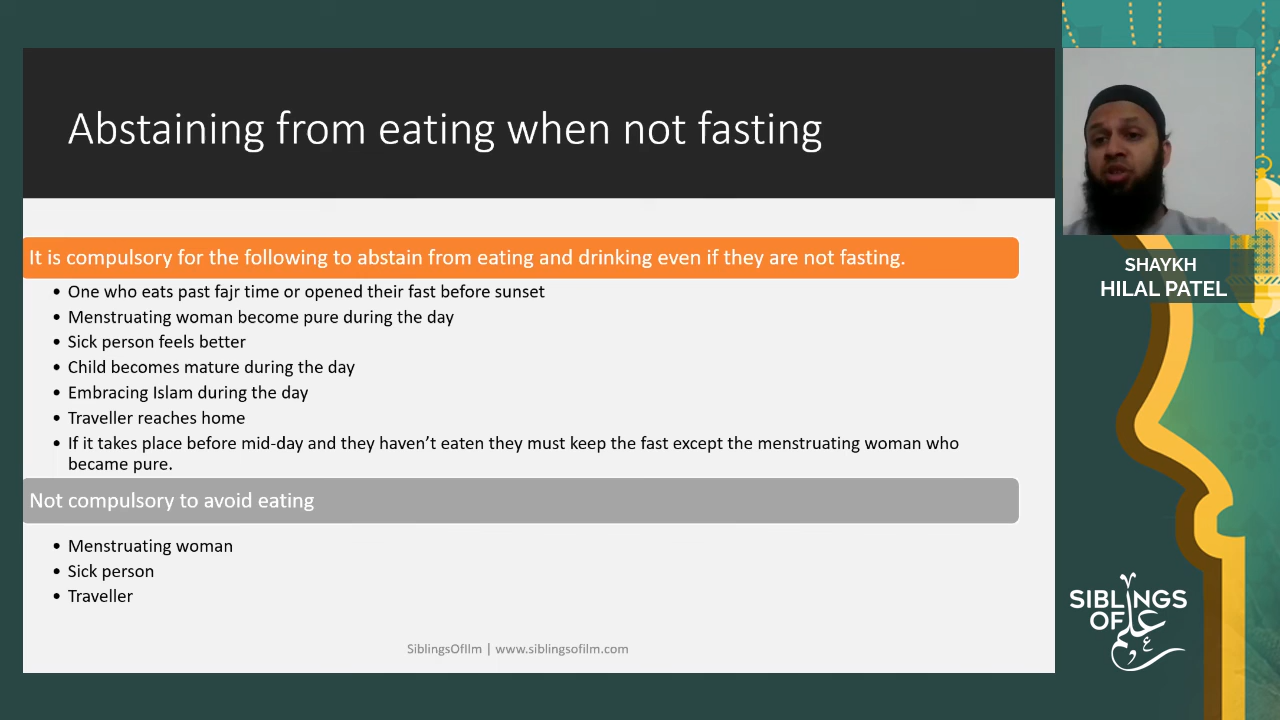 Abstaining from eating when not fasting
It is compulsory for the following to abstain from eating and drinking even if they are not fasting.
• One who eats past fajr time or opened their fast before sunset
• Menstruating woman become pure during the day
• Sick person feels better
• Child becomes mature during the day
• Embracing Islam during the day
• Traveller reaches home
• If it takes place before mid-day and they haven’t eaten they must keep the fast except the menstruating woman who
became pure.
Not compulsory to avoid eating
• Menstruating woman
• Sick person
• Traveller
SiblingsOfIlm | www.siblingsofilm.com
SHAYKH
HILAL PATEL
SIBLINGS
OF علم